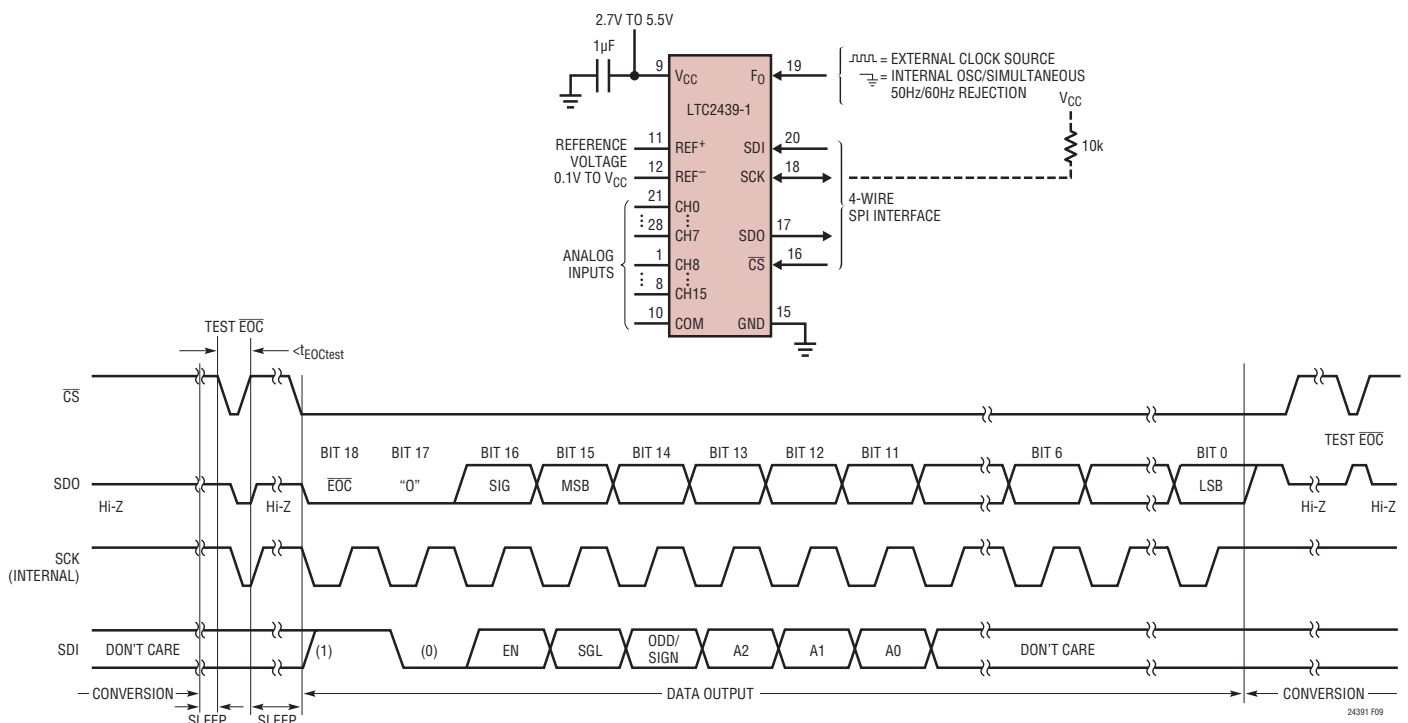 2.7V TO 5.5V
1µF
9
VCC
FO
19
= EXTERNAL CLOCK SOURCE
= INTERNAL OSC/SIMULTANEOUS
50Hz/60Hz REJECTION
LTC2439-1
VCC
10k
REFERENCE
VOLTAGE
0.1V TO VCC
11
REF+
12
REF–
SDI
20
SCK
18
4-WIRE
SPI INTERFACE
ANALOG
INPUTS
21
CH0
28
CH7
1
CH8
8
CH15
10
COM
SDO
17
CS
16
GND
15
TEST EOC
<tEOCtest
CS
TEST EOC
BIT 18 BIT 17 BIT 16 BIT 15 BIT 14 BIT 13 BIT 12 BIT 11 BIT 6 BIT 0
SDO
EOC "0" SIG MSB LSB
Hi-Z Hi-Z Hi-Z Hi-Z
SCK
(INTERNAL)
SDI DON'T CARE (1) (0) EN SGL ODD/
SIGN A2 A1 A0 DON'T CARE
CONVERSION DATA OUTPUT CONVERSION
SLEEP SLEEP
24391 F09